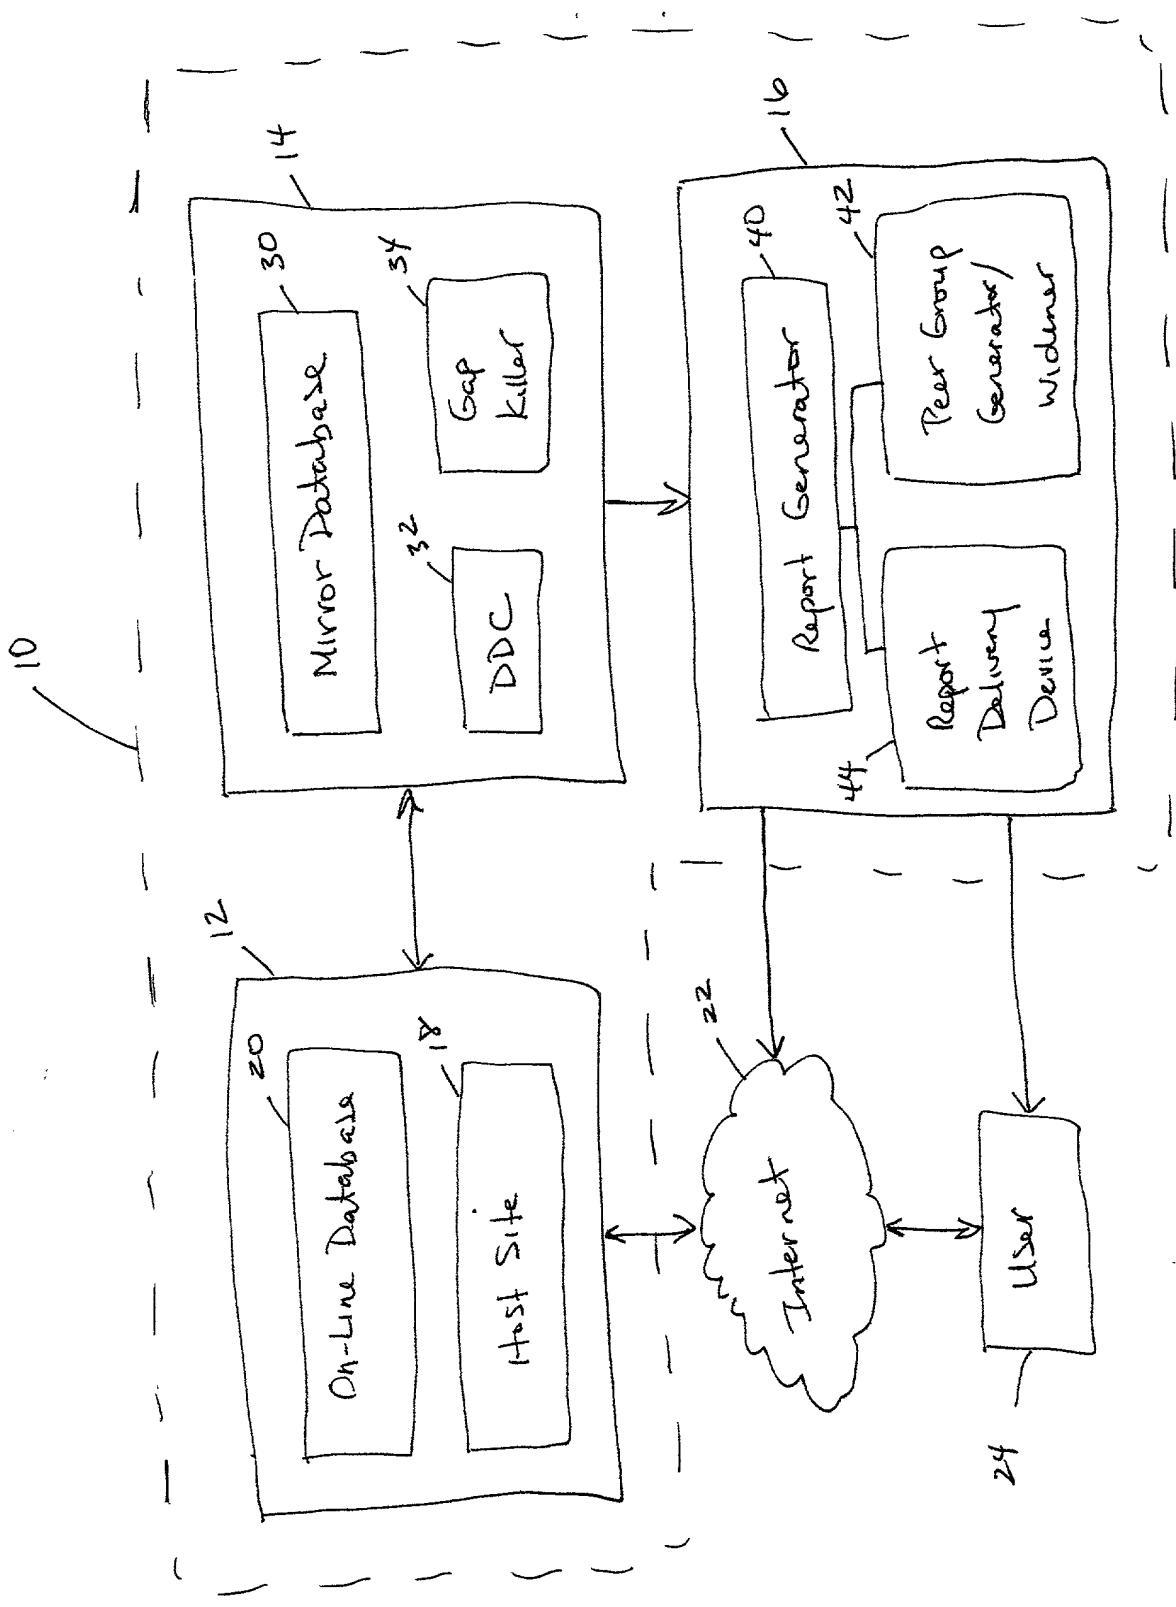 10
12
20
On-Line Database
18
Host Site
14
30
Mirror Database
32
DDC
34
Gap
Killer
22
Internet
24
User
16
40
Report Generator
44
Report
Delivery
Device
42
Peer Group
Generator/
Widener